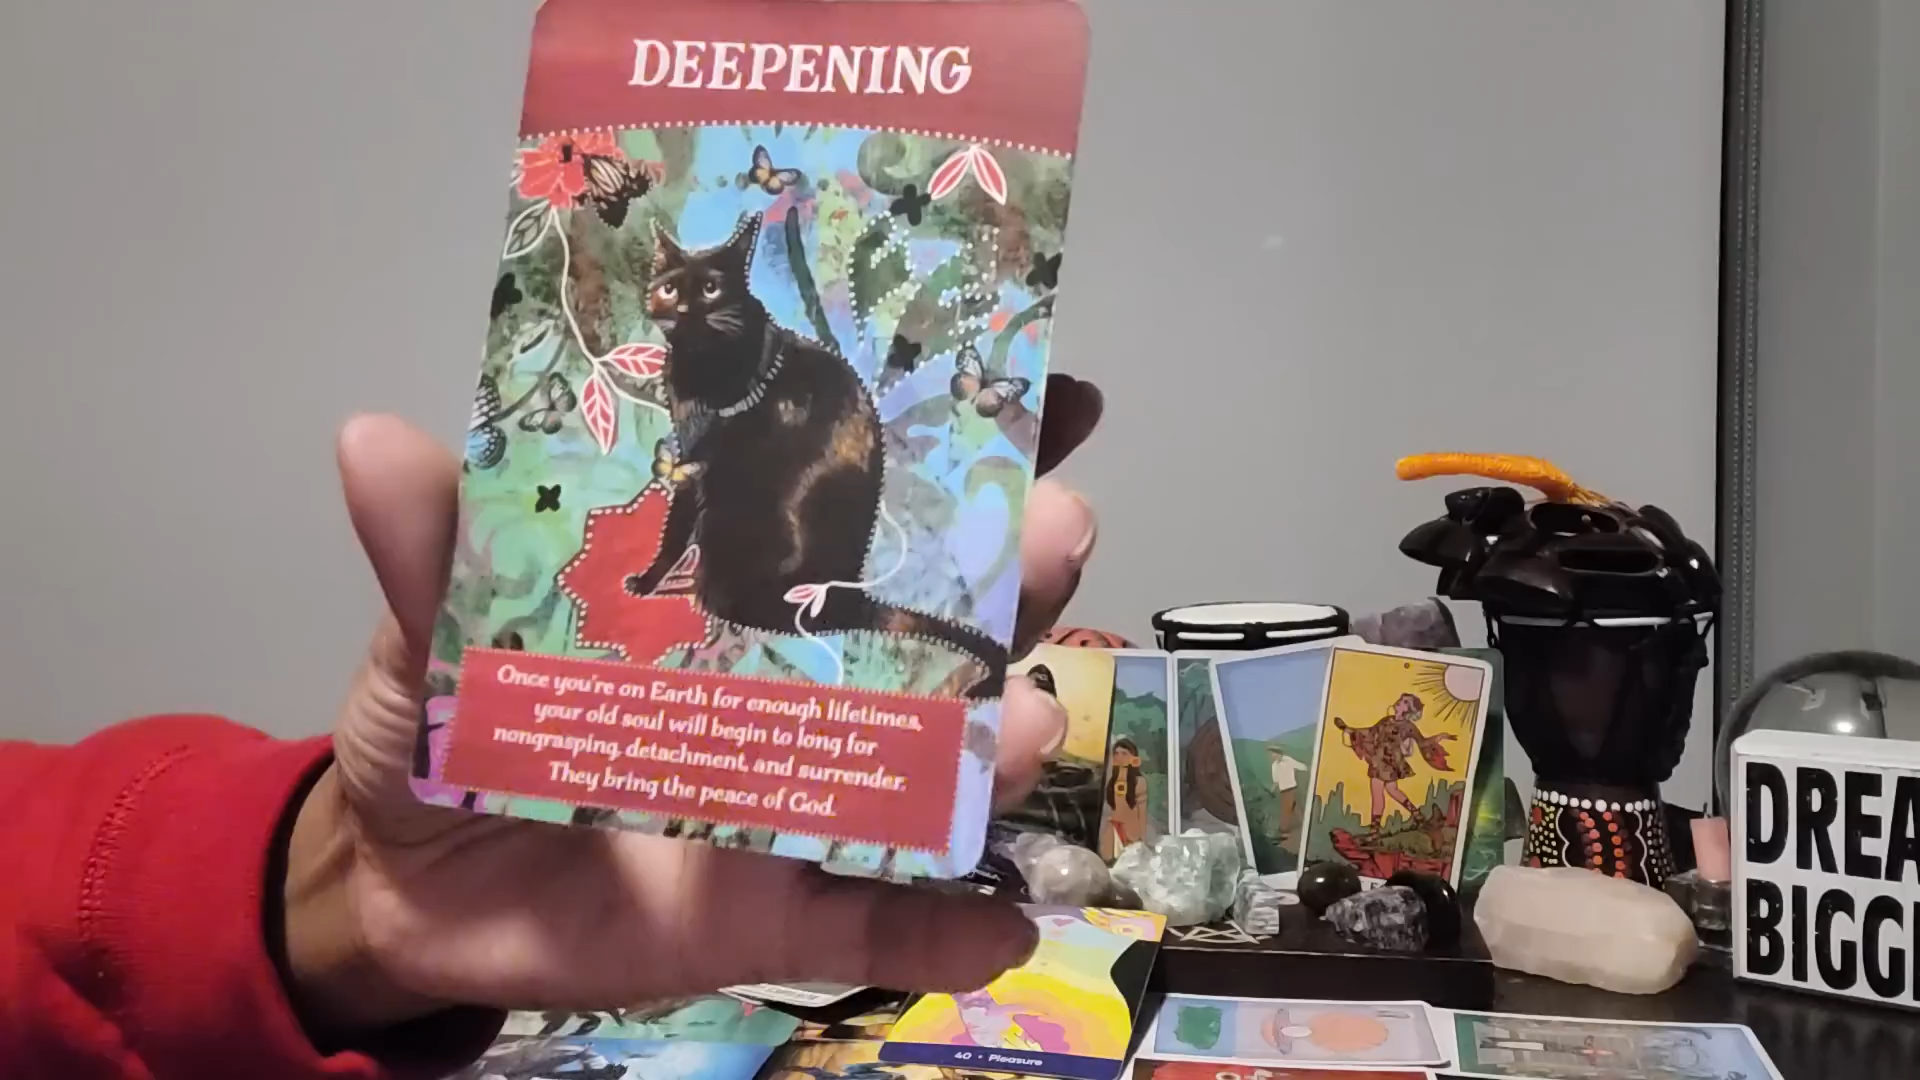 DEEPENING
Once you're on Earth for enough lifetimes,
your old soul will begin to long for
nongrasping, detachment, and surrender.
They bring the peace of God.
DREA
BIGG
40 • Pleasure